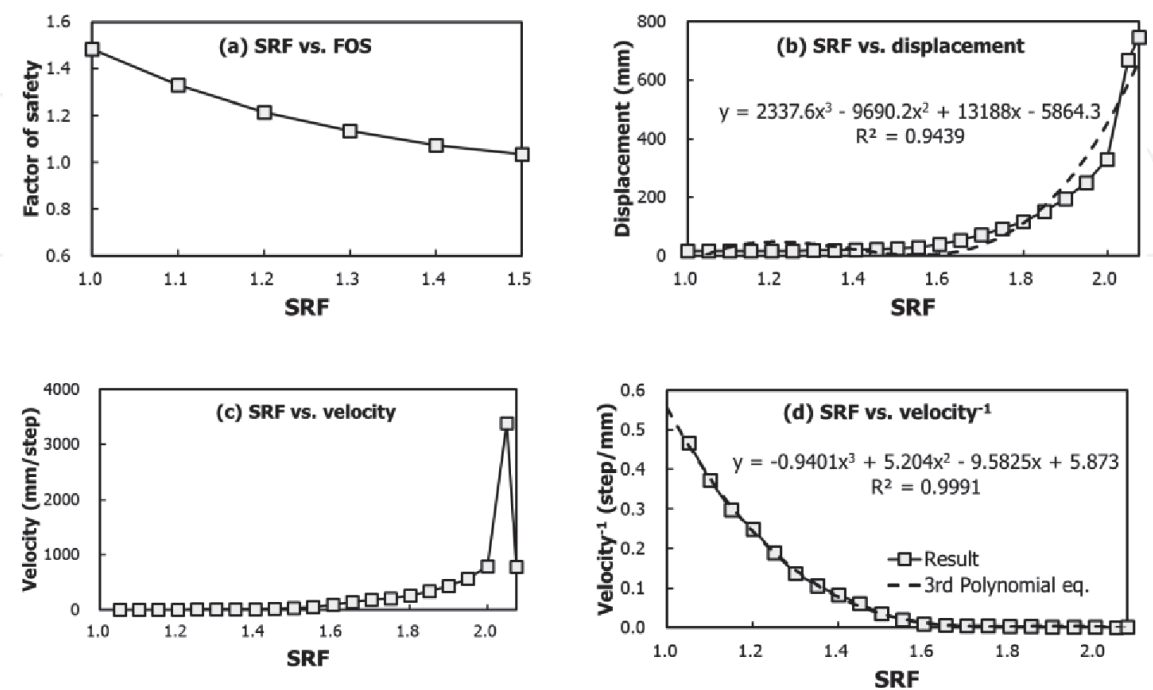 (a) SRF vs. FOS
Factor of safety
1.6
1.4
1.2
1.0
0.8
0.6
1.0 1.1 1.2 1.3 1.4 1.5
SRF
(b) SRF vs. displacement
Displacement (mm)
800
600
400
200
0
y = 2337.6x³ - 9690.2x² + 13188x - 5864.3
R² = 0.9439
1.0 1.2 1.4 1.6 1.8 2.0
SRF
(c) SRF vs. velocity
Velocity (mm/step)
4000
3000
2000
1000
0
1.0 1.2 1.4 1.6 1.8 2.0
SRF
(d) SRF vs. velocity⁻¹
Velocity⁻¹ (step/mm)
0.6
0.5
0.4
0.3
0.2
0.1
0.0
y = -0.9401x³ + 5.204x² - 9.5825x + 5.873
R² = 0.9991
Result
3rd Polynomial eq.
1.0 1.2 1.4 1.6 1.8 2.0
SRF